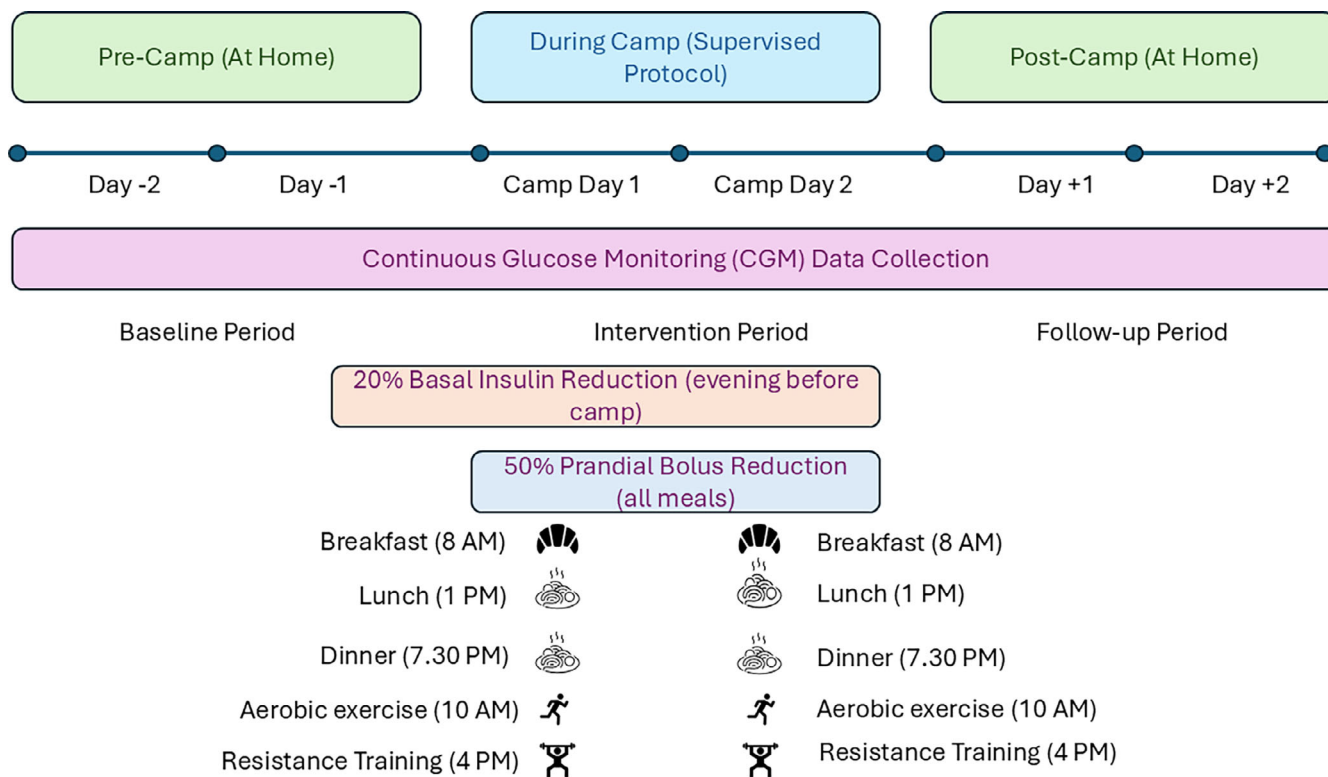 Pre-Camp (At Home)
During Camp (Supervised
Protocol)
Post-Camp (At Home)
Day -2
Day -1
Camp Day 1
Camp Day 2
Day +1
Day +2
Continuous Glucose Monitoring (CGM) Data Collection
Baseline Period
Intervention Period
Follow-up Period
20% Basal Insulin Reduction (evening before
camp)
50% Prandial Bolus Reduction
(all meals)
Breakfast (8 AM)
Breakfast (8 AM)
Lunch (1 PM)
Lunch (1 PM)
Dinner (7.30 PM)
Dinner (7.30 PM)
Aerobic exercise (10 AM)
Aerobic exercise (10 AM)
Resistance Training (4 PM)
Resistance Training (4 PM)